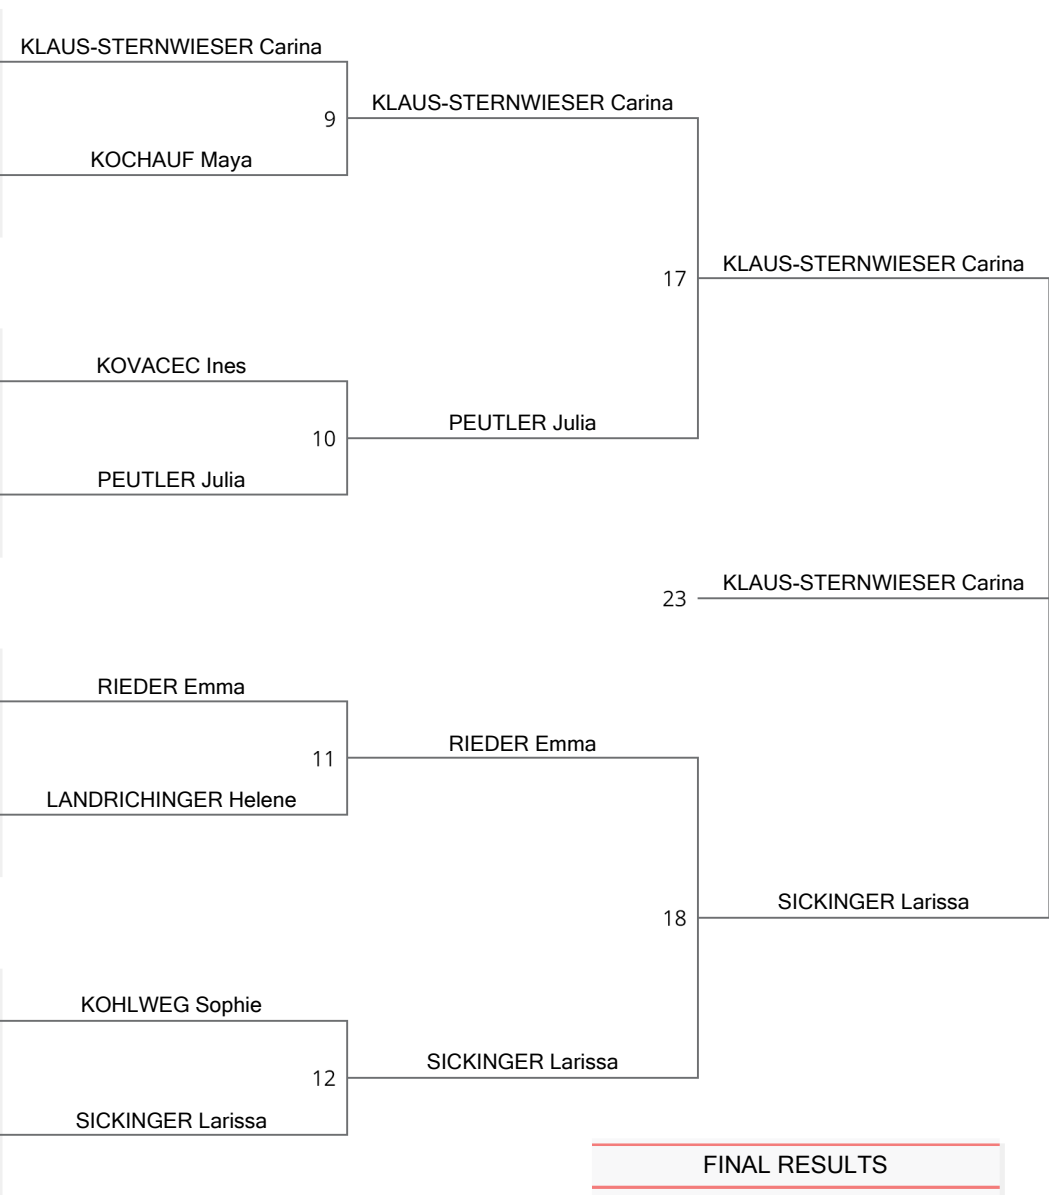 KLAUS-STERNWIESER Carina
KLAUS-STERNWIESER Carina
9
KOCHAUF Maya
KLAUS-STERNWIESER Carina
17
KOVACEC Ines
PEUTLER Julia
10
PEUTLER Julia
KLAUS-STERNWIESER Carina
23
RIEDER Emma
RIEDER Emma
11
LANDRICHINGER Helene
SICKINGER Larissa
18
KOHLWEG Sophie
SICKINGER Larissa
12
SICKINGER Larissa
FINAL RESULTS